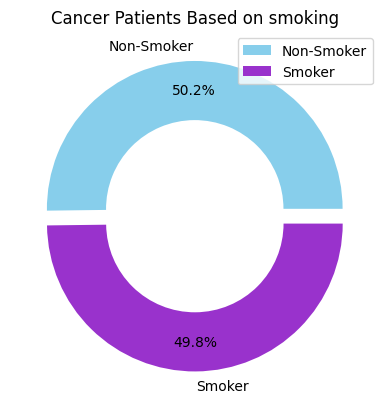 Cancer Patients Based on smoking
Non-Smoker
Non-Smoker
Smoker
50.2%
49.8%
Smoker